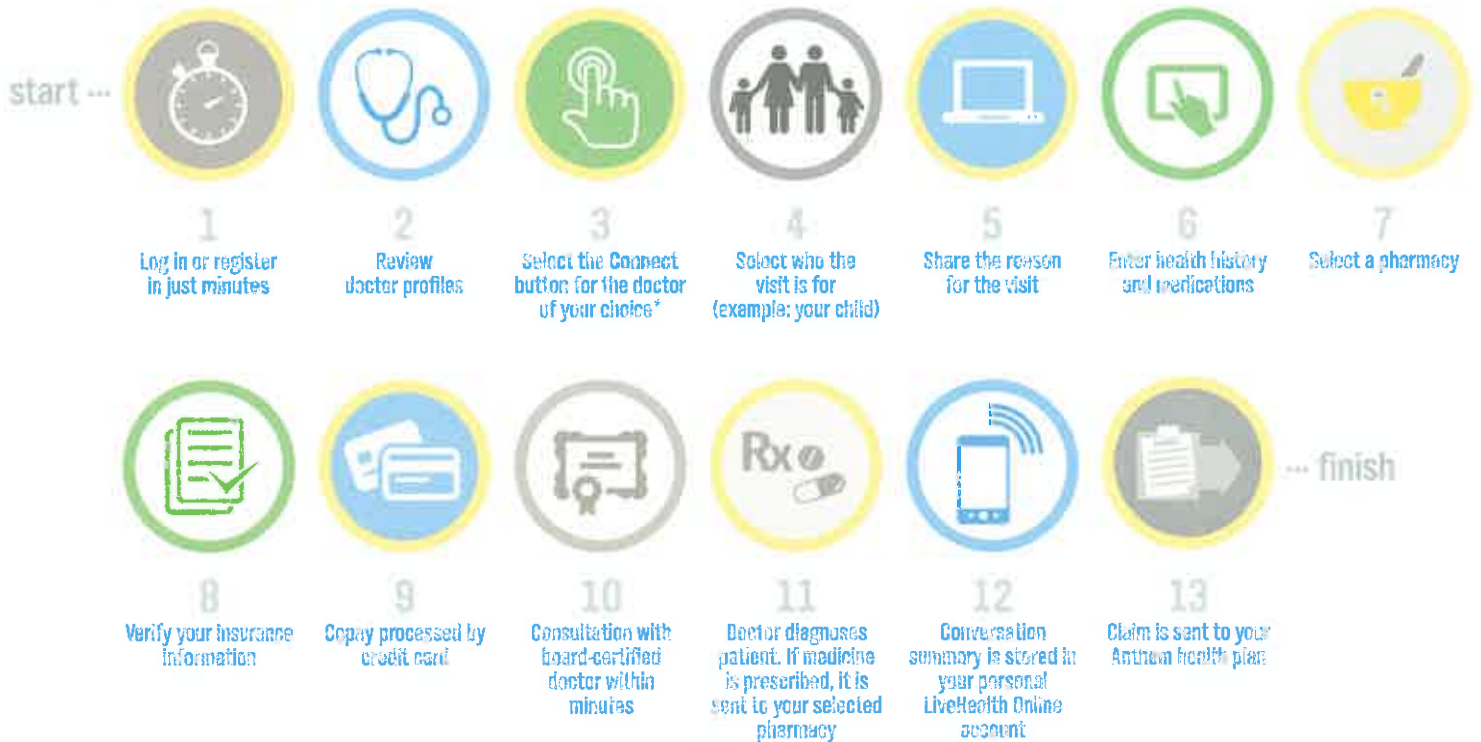 start ...
1
Log in or register
in just minutes
2
Review
doctor profiles
3
Select the Connect
button for the doctor
of your choice*
4
Select who the
visit is for
(example: your child)
5
Share the reason
for the visit
6
Enter health history
and medications
7
Select a pharmacy
8
Verify your insurance
information
9
Copay processed by
credit card
10
Consultation with
board-certified
doctor within
minutes
11
Rx
Doctor diagnoses
patient. If medicine
is prescribed, it is
sent to your selected
pharmacy
12
Conversation
summary is stored in
your personal
LiveHealth Online
account
13
Claim is sent to your
Anthem health plan
... finish